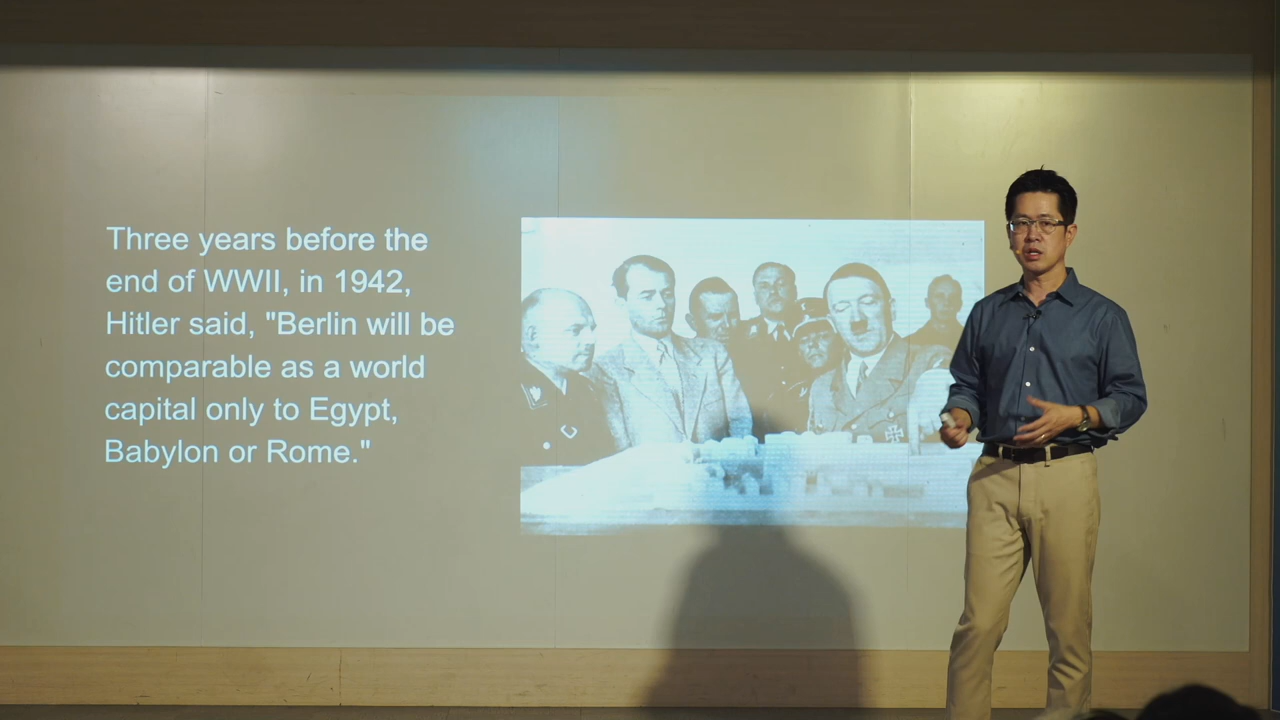 Three years before the
end of WWII, in 1942,
Hitler said, "Berlin will be
comparable as a world
capital only to Egypt,
Babylon or Rome."